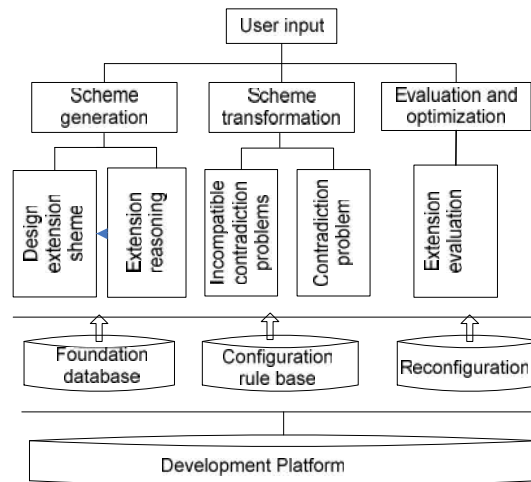 User input
Scheme
generation
Scheme
transformation
Evaluation and
optimization
Design
extension
sheme
Extension
reasoning
Incompatible
contradiction
problems
Contradiction
problem
Extension
evaluation
Foundation
database
Configuration
rule base
Reconfiguration
Development Platform